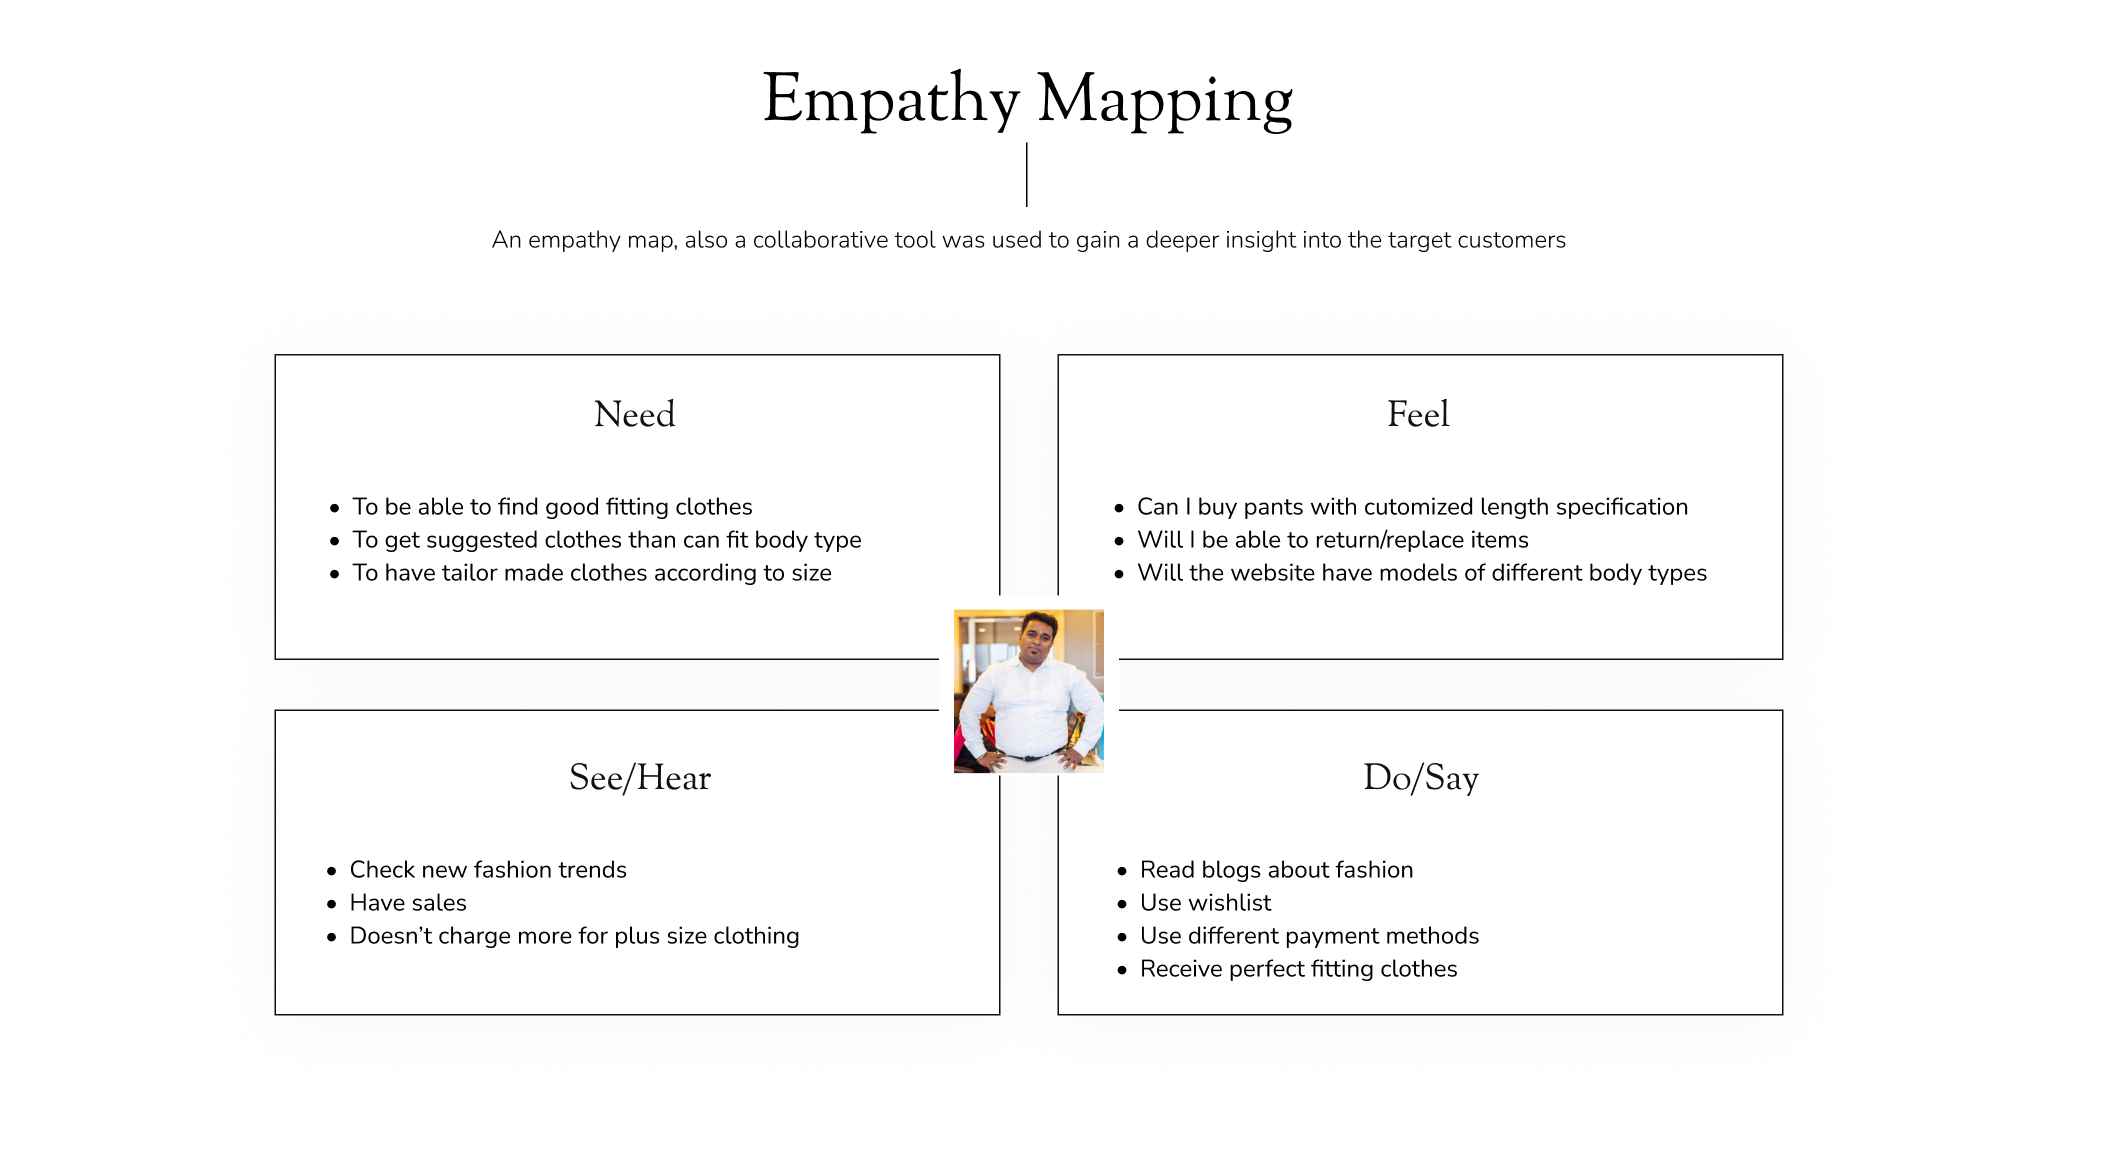 Empathy Mapping
An empathy map, also a collaborative tool was used to gain a deeper insight into the target customers
Need
• To be able to find good fitting clothes
• To get suggested clothes than can fit body type
• To have tailor made clothes according to size
Feel
• Can I buy pants with cutomized length specification
• Will I be able to return/replace items
• Will the website have models of different body types
See/Hear
• Check new fashion trends
• Have sales
• Doesn’t charge more for plus size clothing
Do/Say
• Read blogs about fashion
• Use wishlist
• Use different payment methods
• Receive perfect fitting clothes